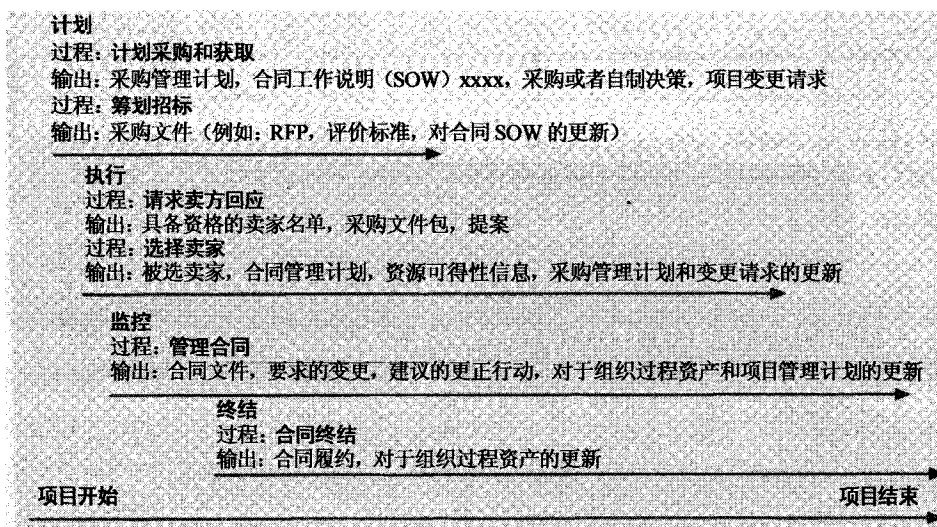 计划
过程：计划采购和获取
输出：采购管理计划，合同工作说明（SOW）xxxx，采购或者自制决策，项目变更请求
过程：筹划招标
输出：采购文件（例如：RFP，评价标准，对合同 SOW 的更新）
执行
过程：请求卖方回应
输出：具备资格的卖家名单，采购文件包，提案
过程：选择卖家
输出：被选卖家，合同管理计划，资源可得性信息，采购管理计划和变更请求的更新
监控
过程：管理合同
输出：合同文件，要求的变更，建议的更正行动，对于组织过程资产和项目管理计划的更新
终结
过程：合同终结
输出：合同履约，对于组织过程资产的更新
项目开始 项目结束